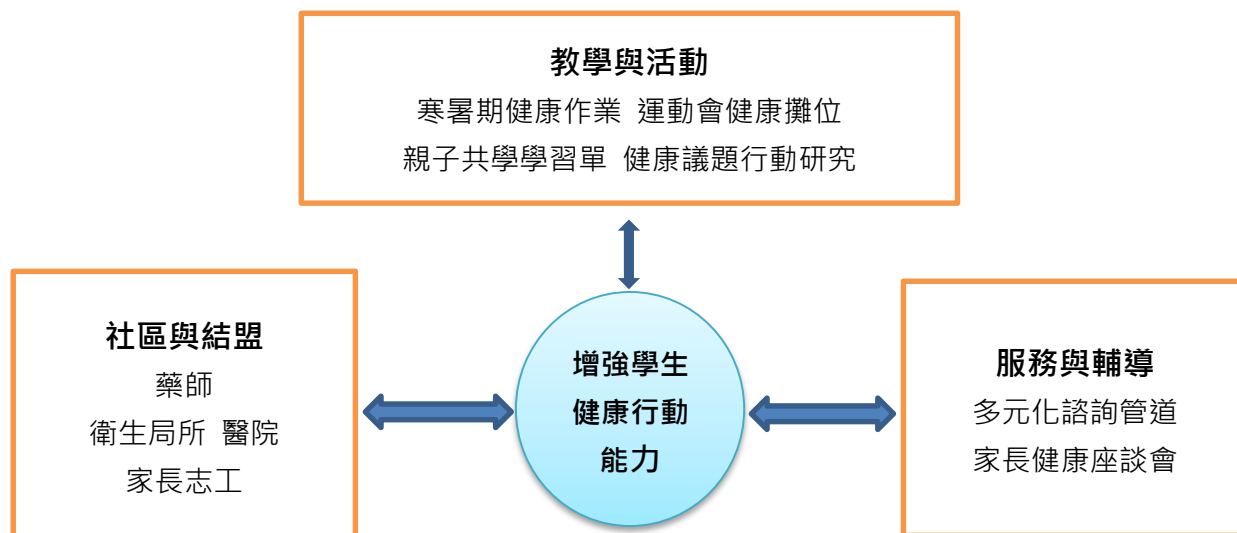 教學與活動
寒暑期健康作業 運動會健康攤位
親子共學學習單 健康議題行動研究
社區與結盟
藥師
衛生局所 醫院
家長志工
增強學生
健康行動
能力
服務與輔導
多元化諮詢管道
家長健康座談會